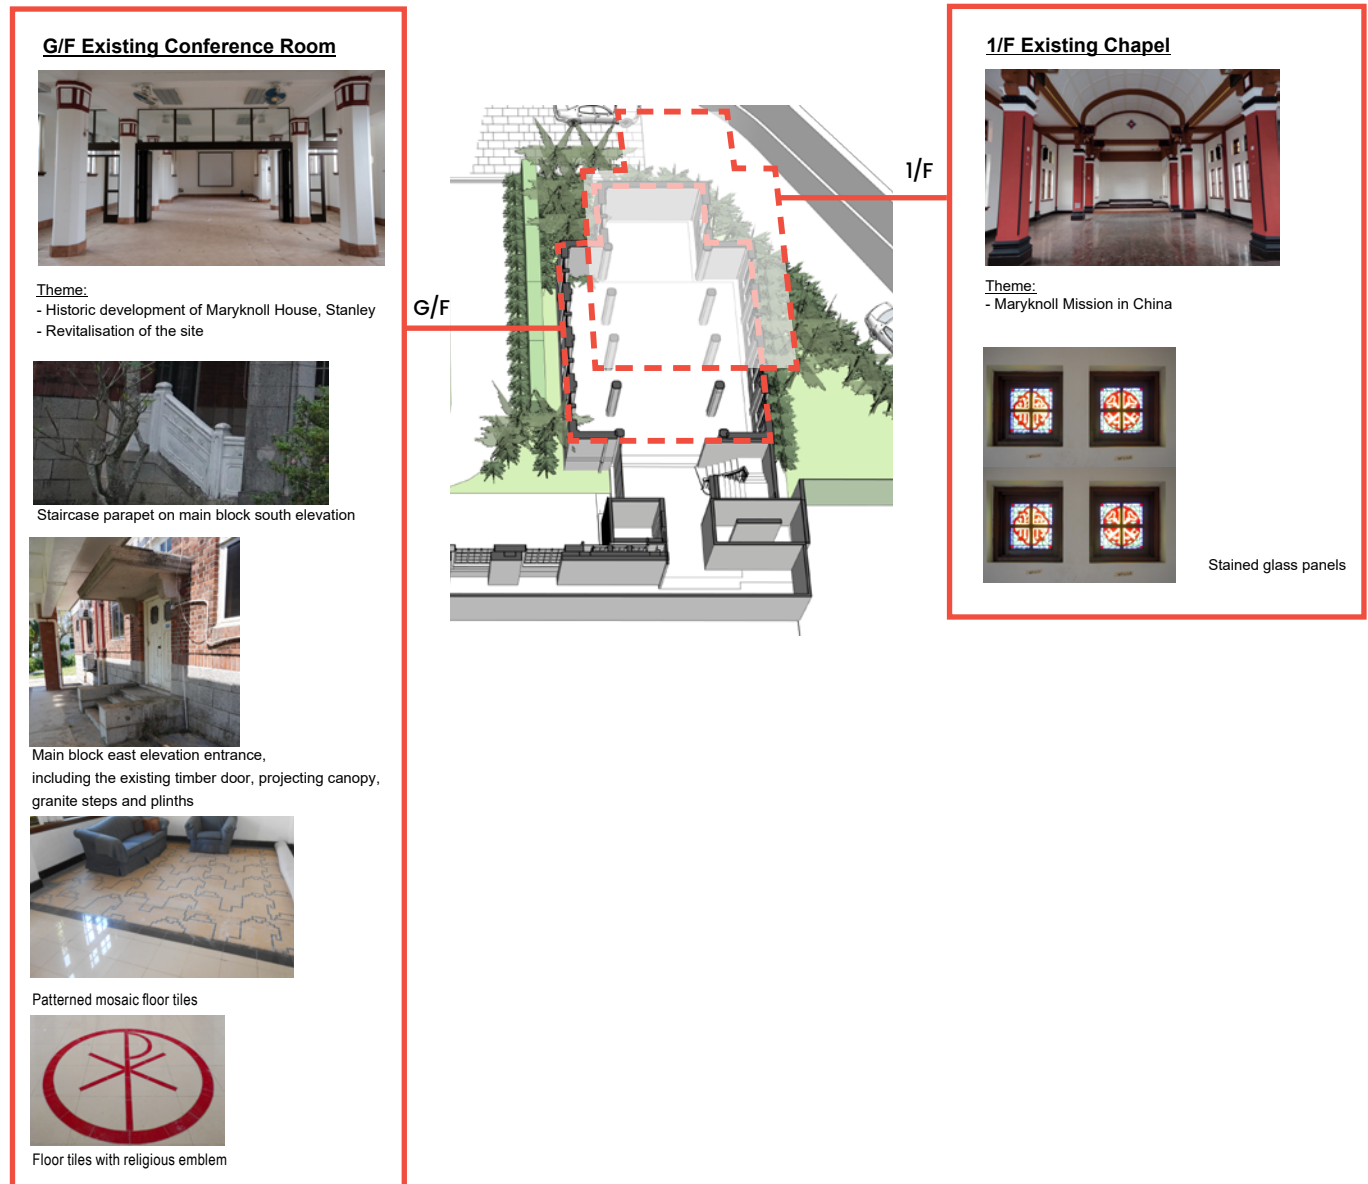 G/F Existing Conference Room
Theme:
- Historic development of Maryknoll House, Stanley
- Revitalisation of the site
Staircase parapet on main block south elevation
Main block east elevation entrance,
including the existing timber door, projecting canopy,
granite steps and plinths
Patterned mosaic floor tiles
Floor tiles with religious emblem
G/F
1/F
1/F Existing Chapel
Theme:
- Maryknoll Mission in China
Stained glass panels